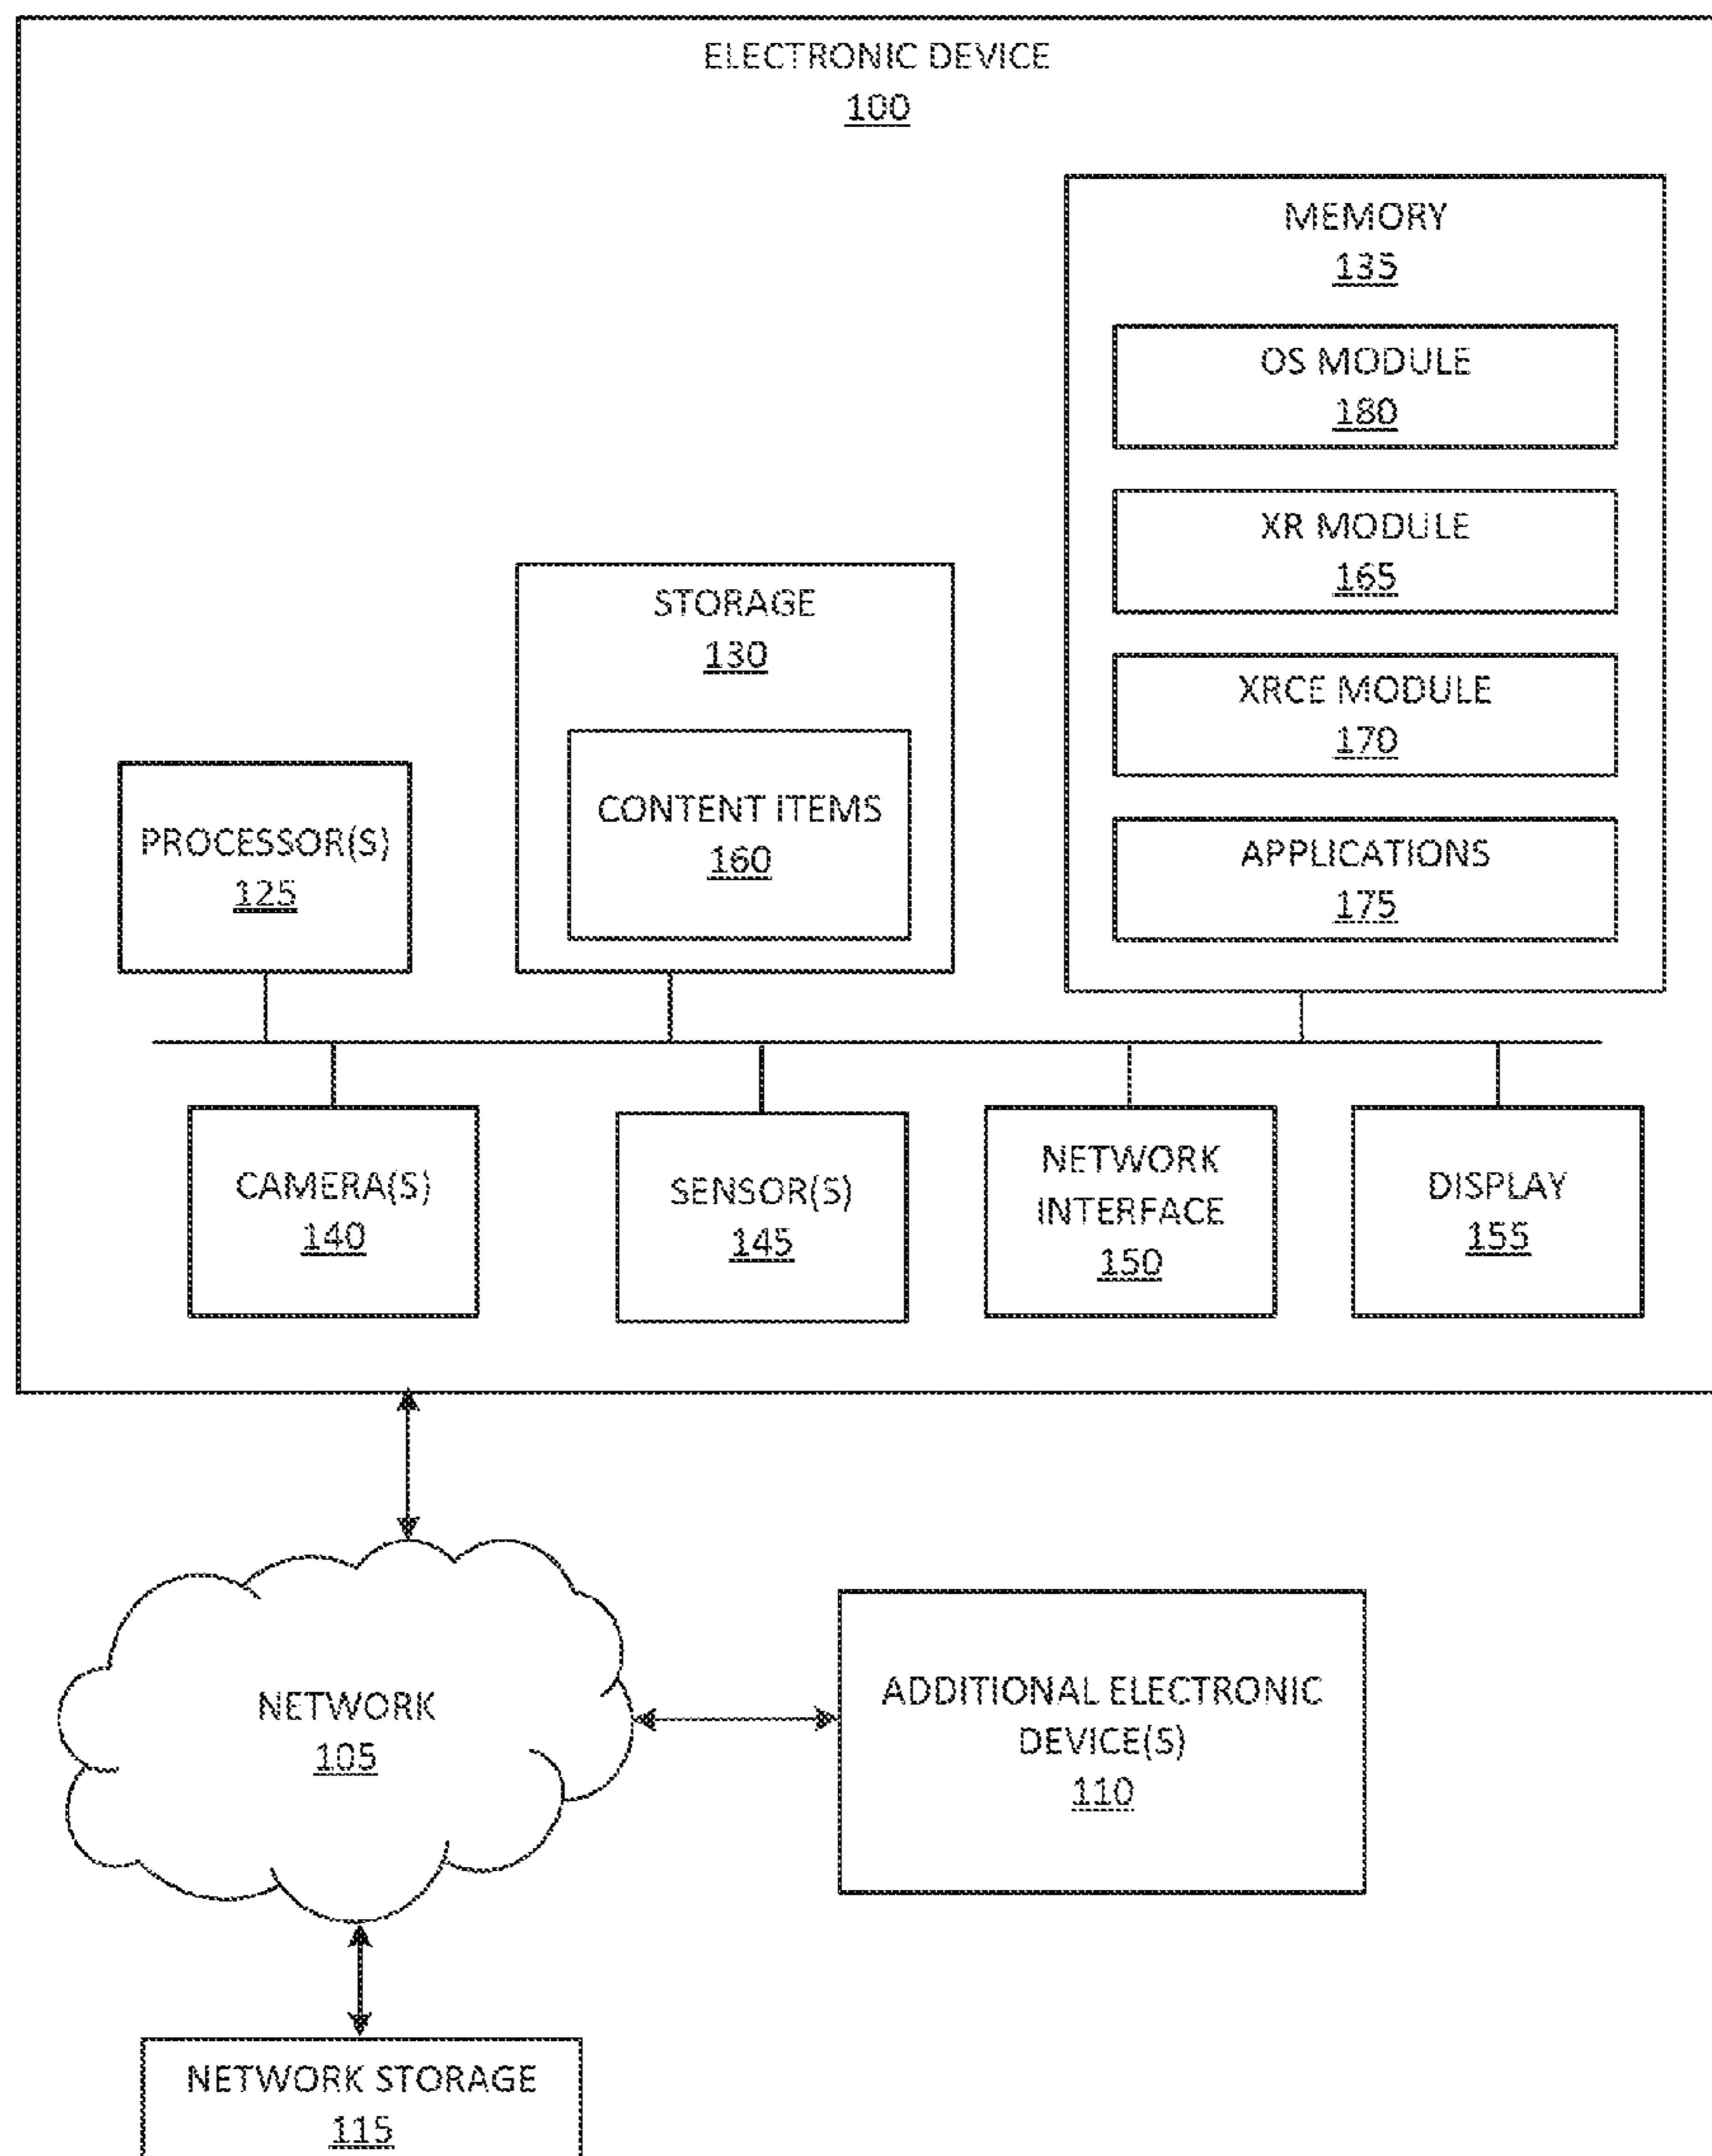 ELECTRONIC DEVICE
100
MEMORY
135
OS MODULE
180
XR MODULE
165
STORAGE
130
XRCE MODULE
170
CONTENT ITEMS
160
PROCESSOR(S)
125
APPLICATIONS
175
CAMERA(S)
140
SENSOR(S)
145
NETWORK
INTERFACE
150
DISPLAY
155
NETWORK
105
ADDITIONAL ELECTRONIC
DEVICE(S)
110
NETWORK STORAGE
115